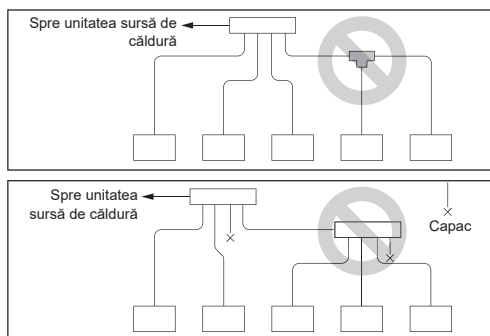 Spre unitatea sursă de
căldură
Spre unitatea
sursă de căldură
Capac